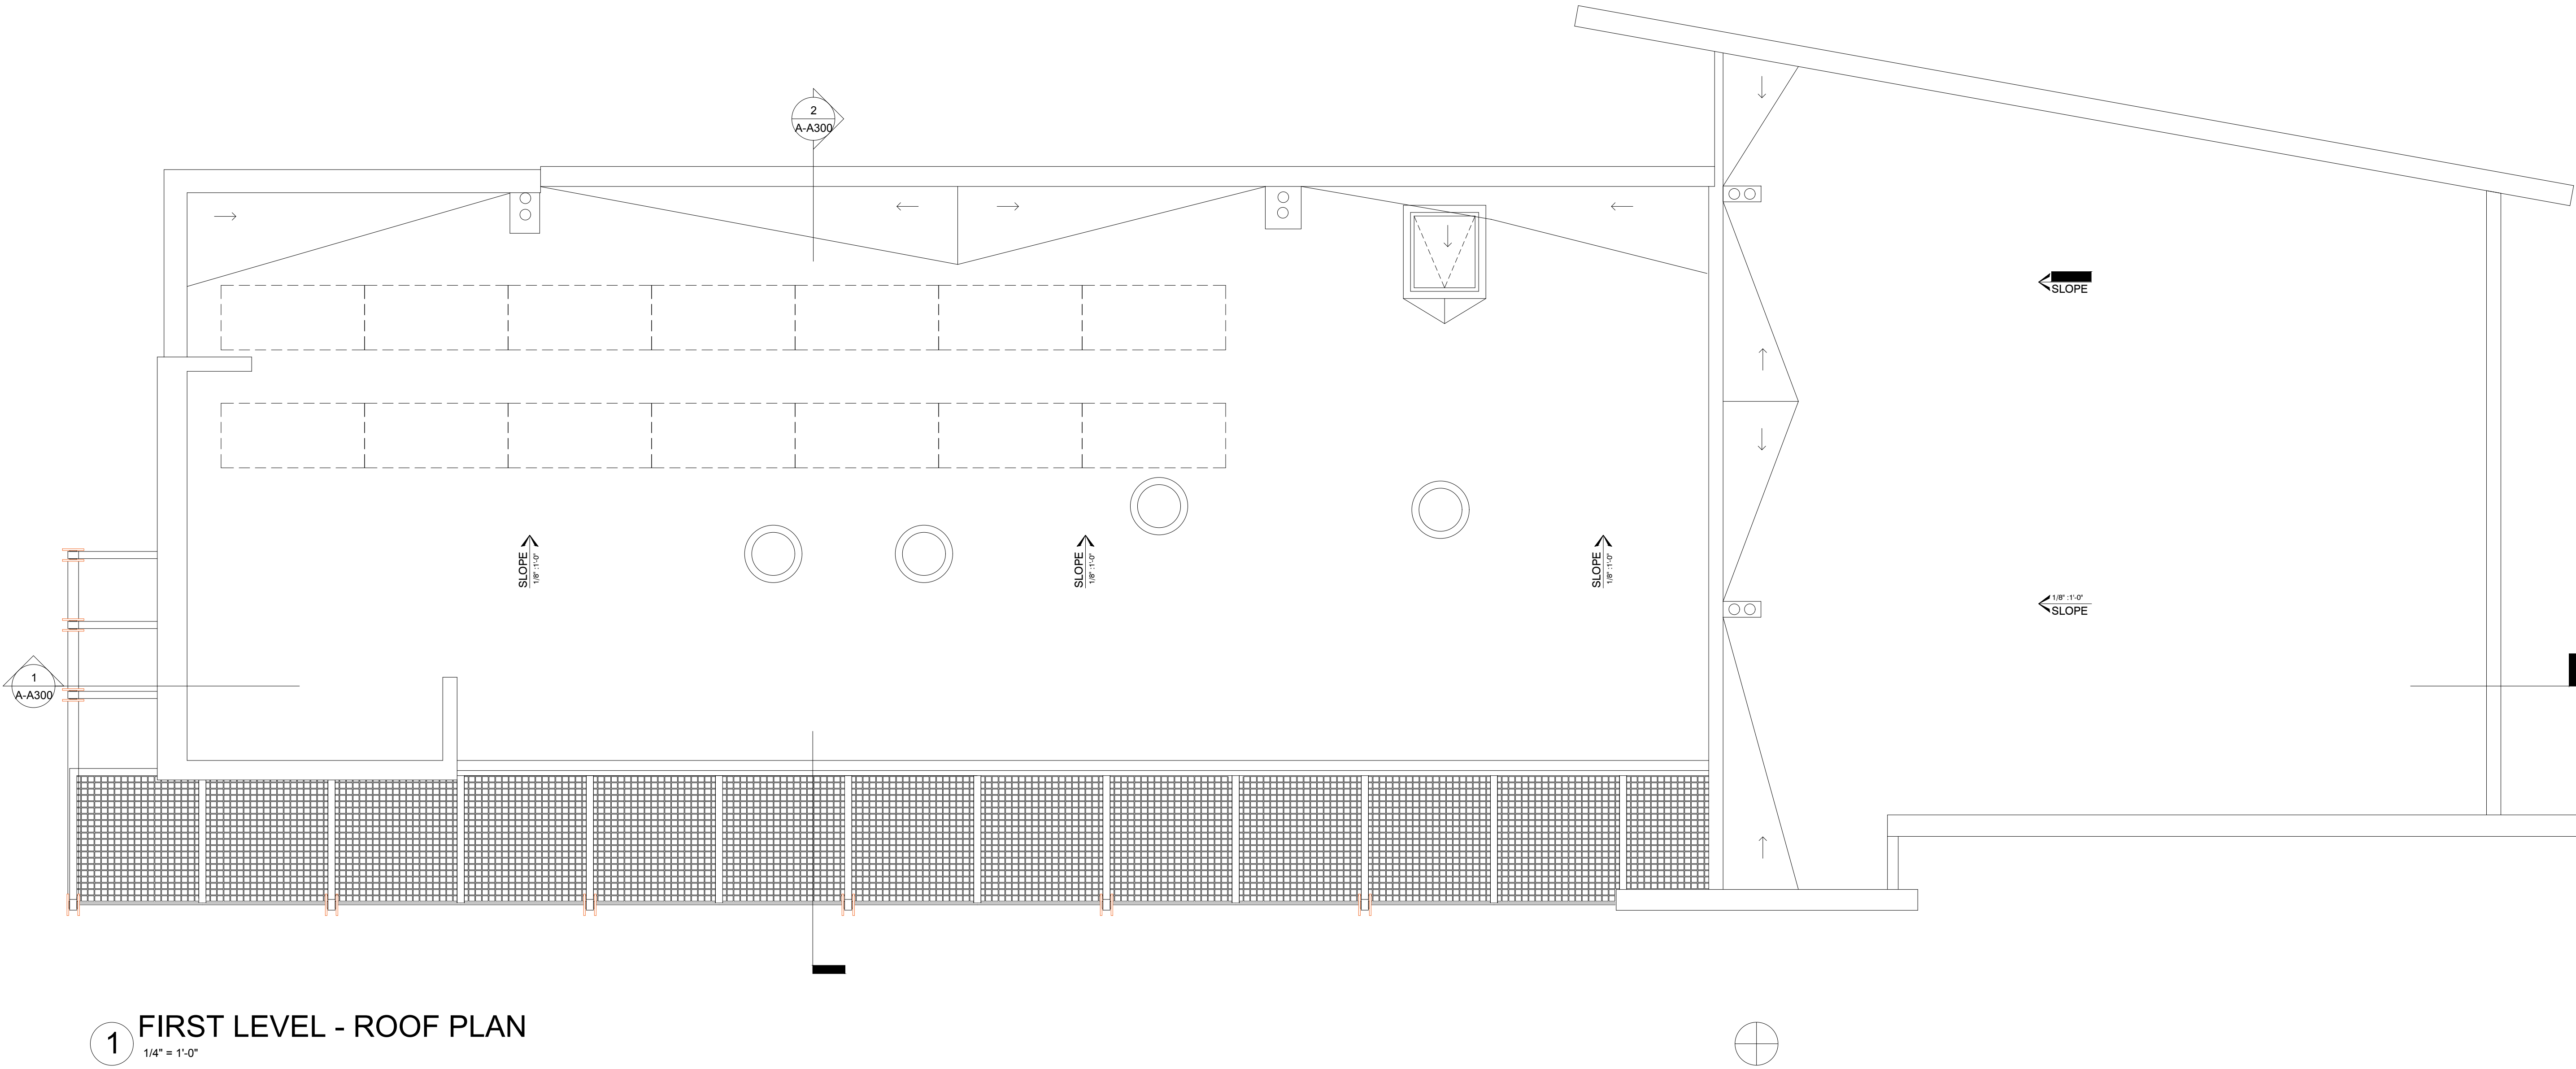 2
A-A300
SLOPE
SLOPE
1/8" :1'-0"
SLOPE
1/8" :1'-0"
SLOPE
1/8" :1'-0"
1/8" :1'-0"
SLOPE
1
A-A300
1
FIRST LEVEL - ROOF PLAN
1/4" = 1'-0"